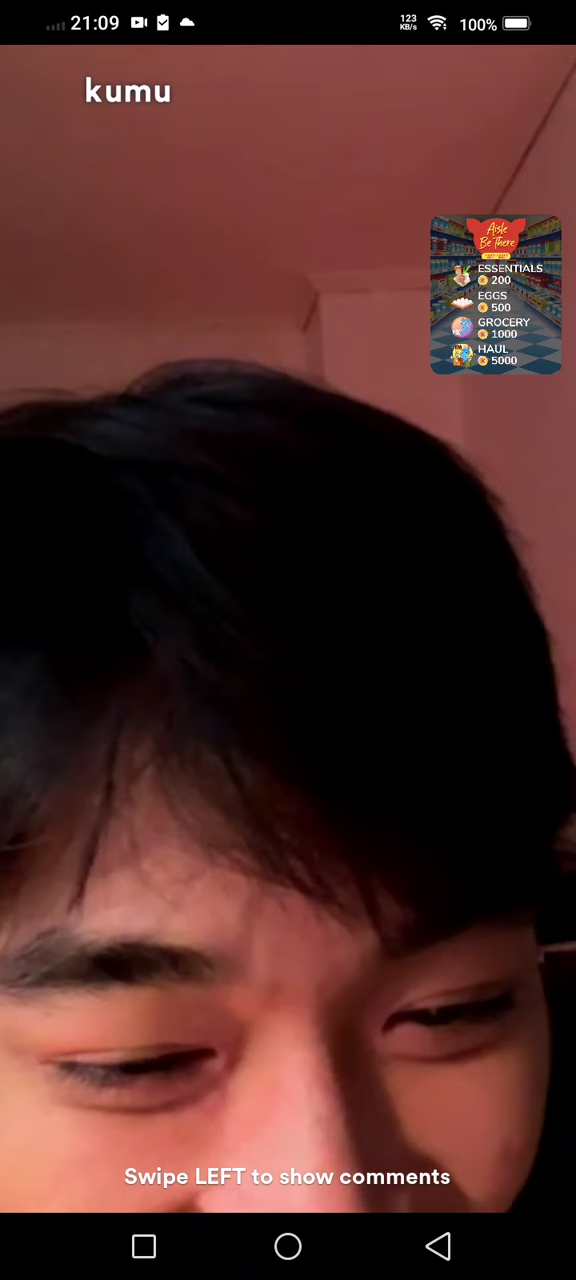 21:09
123
KB/s
100%
kumu
Aisle
Be There
ESSENTIALS
200
EGGS
500
GROCERY
1000
HAUL
5000
Swipe LEFT to show comments